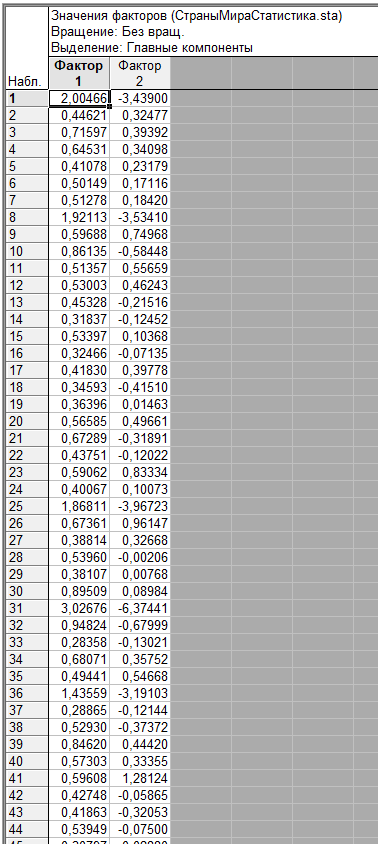 Значения факторов (СтраныМираСтатистика.sta)
Вращение: Без вращ.
Выделение: Главные компоненты
Набл. Фактор 1 Фактор 2
1 2,00466 -3,43900
2 0,44621 0,32477
3 0,71597 0,39392
4 0,64531 0,34098
5 0,41078 0,23179
6 0,50149 0,17116
7 0,51278 0,18420
8 1,92113 -3,53410
9 0,59688 0,74968
10 0,86135 -0,58448
11 0,51357 0,55659
12 0,53003 0,46243
13 0,45328 -0,21516
14 0,31837 -0,12452
15 0,53397 0,10368
16 0,32466 -0,07135
17 0,41830 0,39778
18 0,34593 -0,41510
19 0,36396 0,01463
20 0,56585 0,49661
21 0,67289 -0,31891
22 0,43751 -0,12022
23 0,59062 0,83334
24 0,40067 0,10073
25 1,86811 -3,96723
26 0,67361 0,96147
27 0,38814 0,32668
28 0,53960 -0,00206
29 0,38107 0,00768
30 0,89509 0,08984
31 3,02676 -6,37441
32 0,94824 -0,67999
33 0,28358 -0,13021
34 0,68071 0,35752
35 0,49441 0,54668
36 1,43559 -3,19103
37 0,28865 -0,12144
38 0,52930 -0,37372
39 0,84620 0,44420
40 0,57303 0,33355
41 0,59608 1,28124
42 0,42748 -0,05865
43 0,41863 -0,32053
44 0,53949 -0,07500